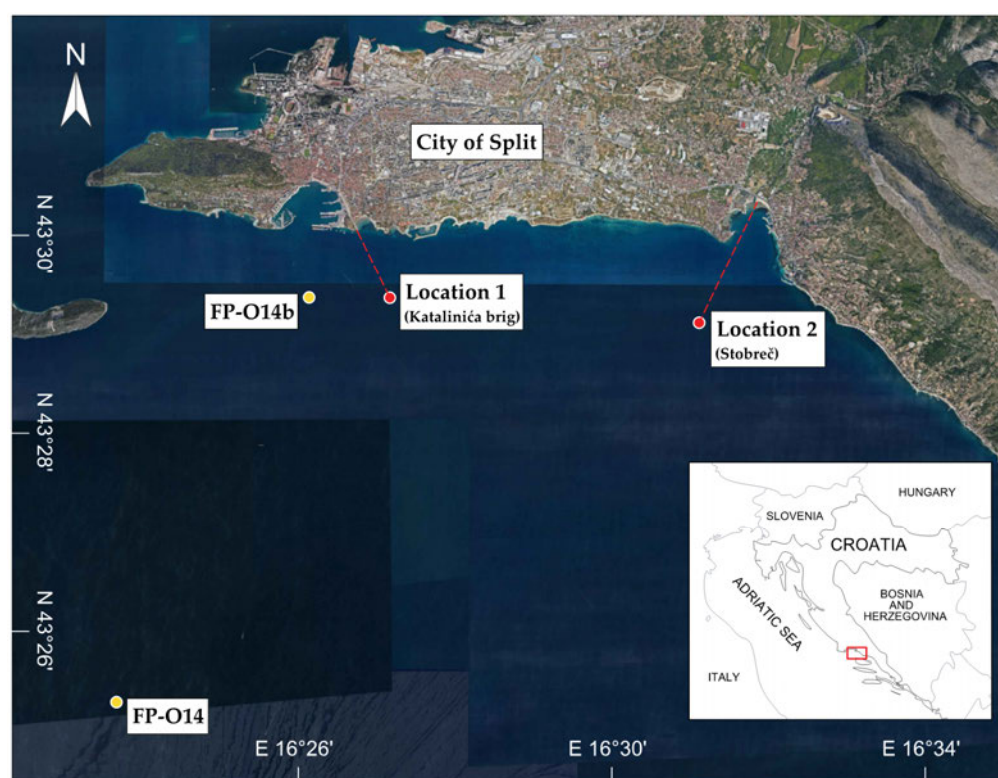 N
City of Split
N 43°30'
FP-O14b
Location 1
(Katalinića brig)
Location 2
(Stobreč)
N 43°28'
HUNGARY
SLOVENIA
CROATIA
BOSNIA
AND
HERZEGOVINA
ADRIATIC SEA
ITALY
N 43°26'
FP-O14
E 16°26'
E 16°30'
E 16°34'